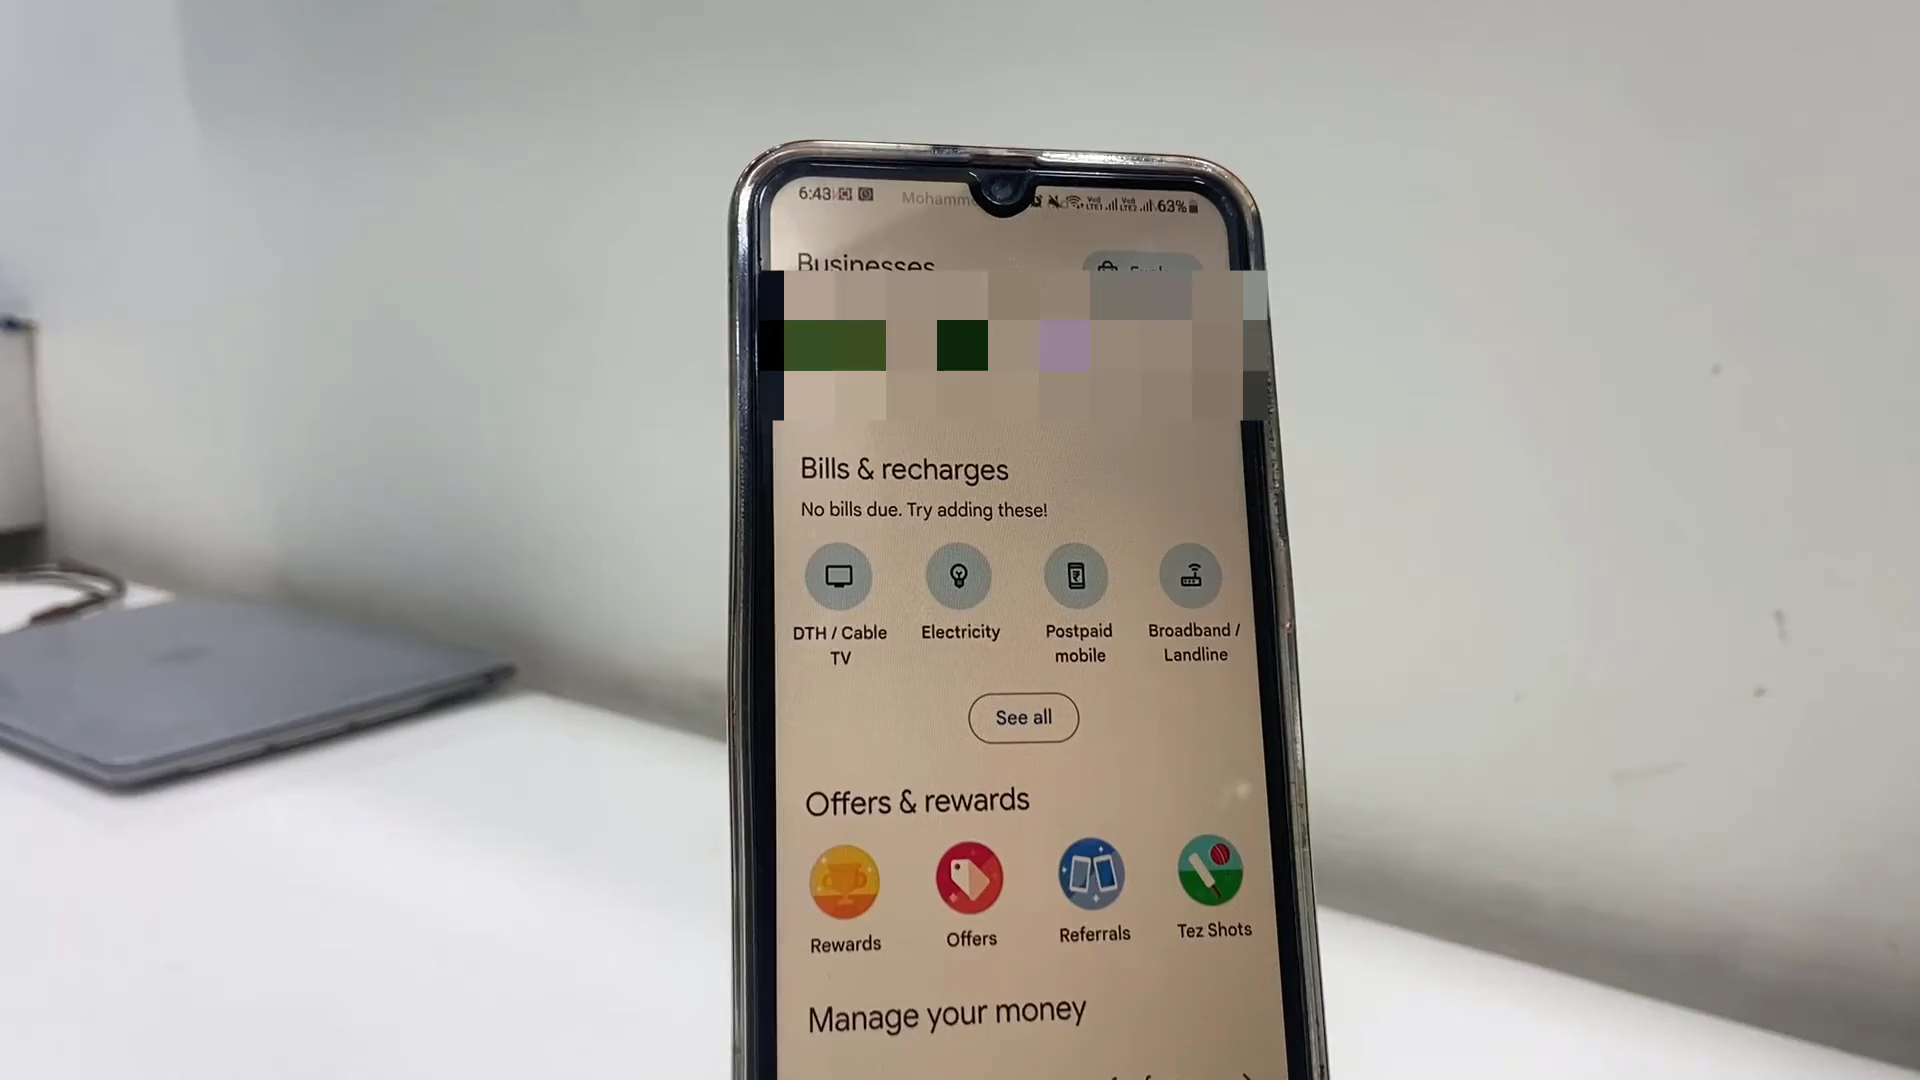 6:43
63%
Businesses
Bills & recharges
No bills due. Try adding these!
DTH / Cable TV
Electricity
Postpaid mobile
Broadband / Landline
See all
Offers & rewards
Rewards
Offers
Referrals
Tez Shots
Manage your money